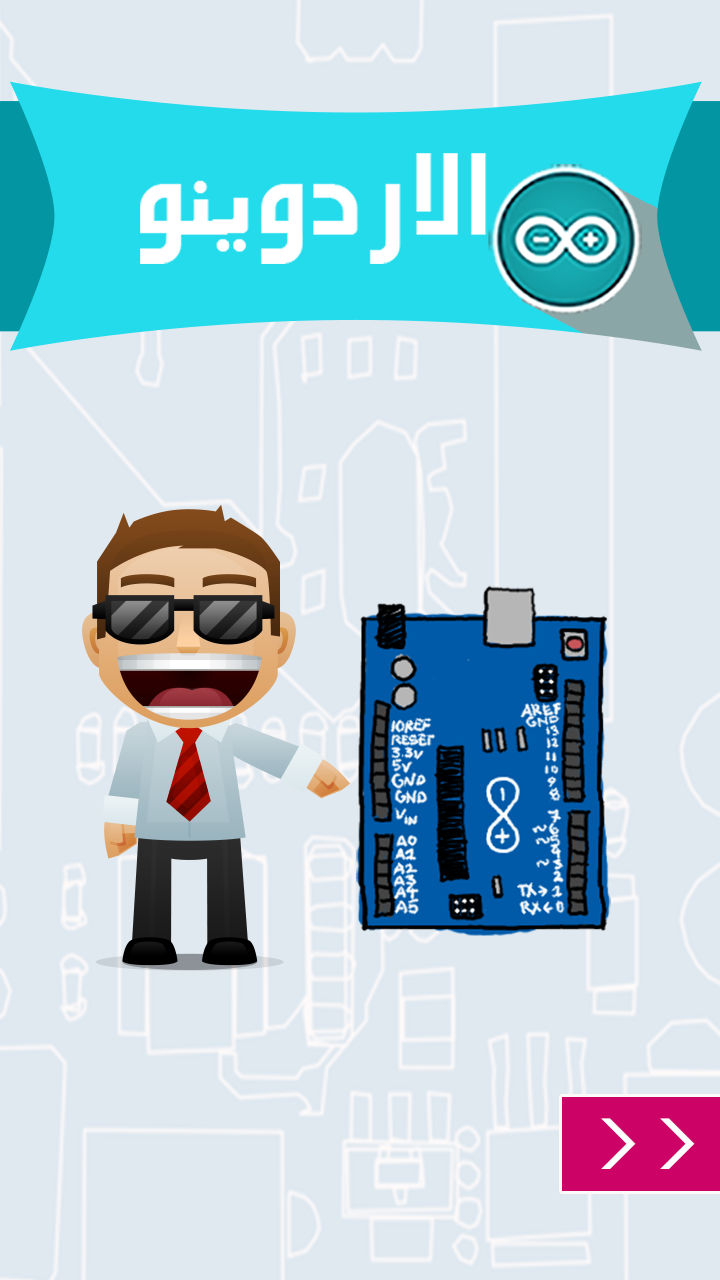 الاردوينو
IOREF
RESET
3.3V
5V
GND
GND
VIN
A0
A1
A2
A3
A4
A5
AREF
GND
13
12
11
10
9
8
7
~6
~5
4
~3
2
TX→1
RX←0